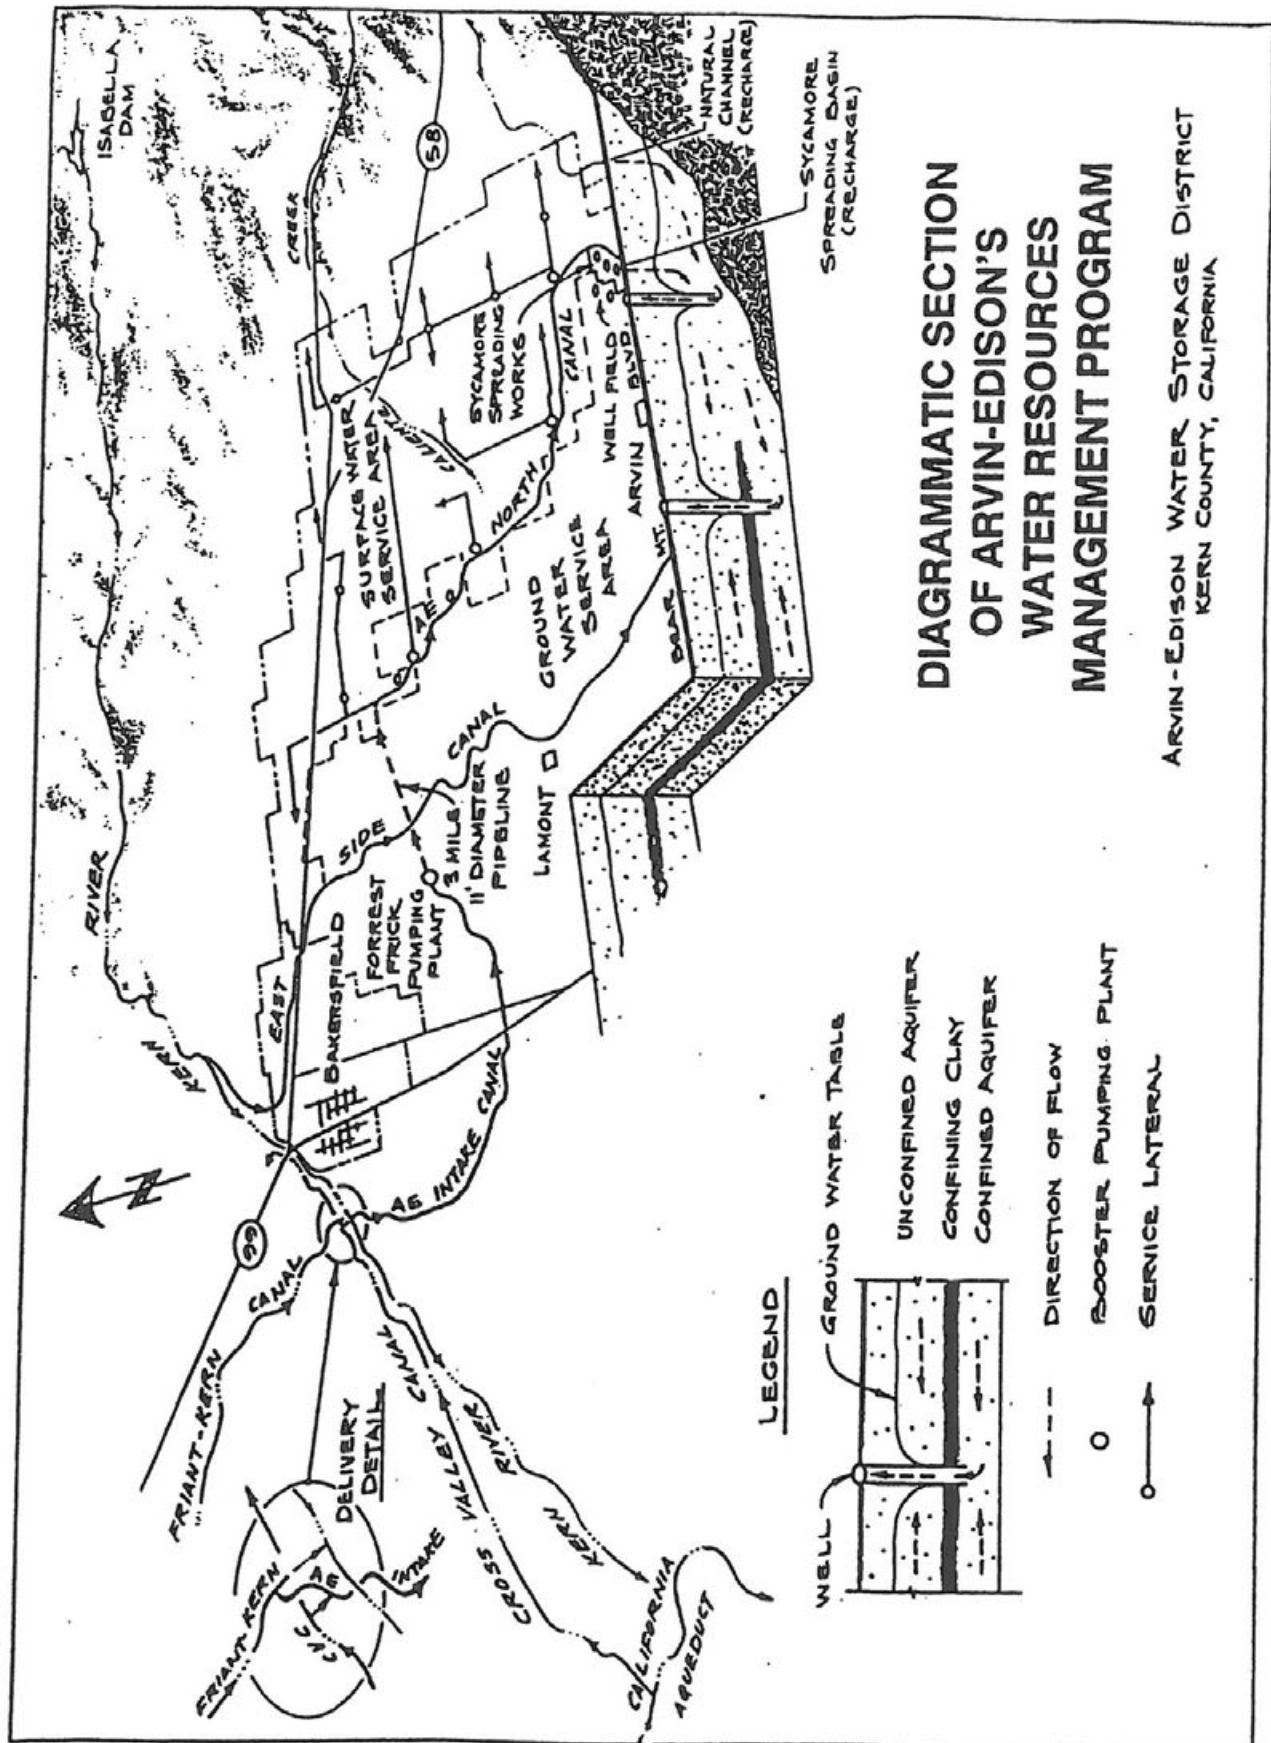 ISABELLA
DAM
RIVER
KERN
CREEK
58
EAST
SIDE
CANAL
BAKERSFIELD
FORREST
FRICK
PUMPING
PLANT
3 MILE
11' DIAMETER
PIPELINE
LAMONT
SURFACE WATER
SERVICE AREA
CALIENTE
SYCAMORE
SPREADING
WORKS
AE
NORTH
CANAL
GROUND
WATER
SERVICE
AREA
WELL FIELD
ARVIN
BLVD
BEAR MT.
NATURAL
CHANNEL
(RECHARGE)
SYCAMORE
SPREADING BASIN
(RECHARGE)
N
99
FRIANT-KERN CANAL
AE INTAKE CANAL
DELIVERY
DETAIL
FRIANT-KERN
AE
CVC
INTAKE
CROSS VALLEY CANAL
KERN RIVER
CALIFORNIA
AQUEDUCT
LEGEND
WELL
GROUND WATER TABLE
UNCONFINED AQUIFER
CONFINING CLAY
CONFINED AQUIFER
DIRECTION OF FLOW
BOOSTER PUMPING PLANT
SERVICE LATERAL
DIAGRAMMATIC SECTION
OF ARVIN-EDISON'S
WATER RESOURCES
MANAGEMENT PROGRAM
ARVIN-EDISON WATER STORAGE DISTRICT
KERN COUNTY, CALIFORNIA